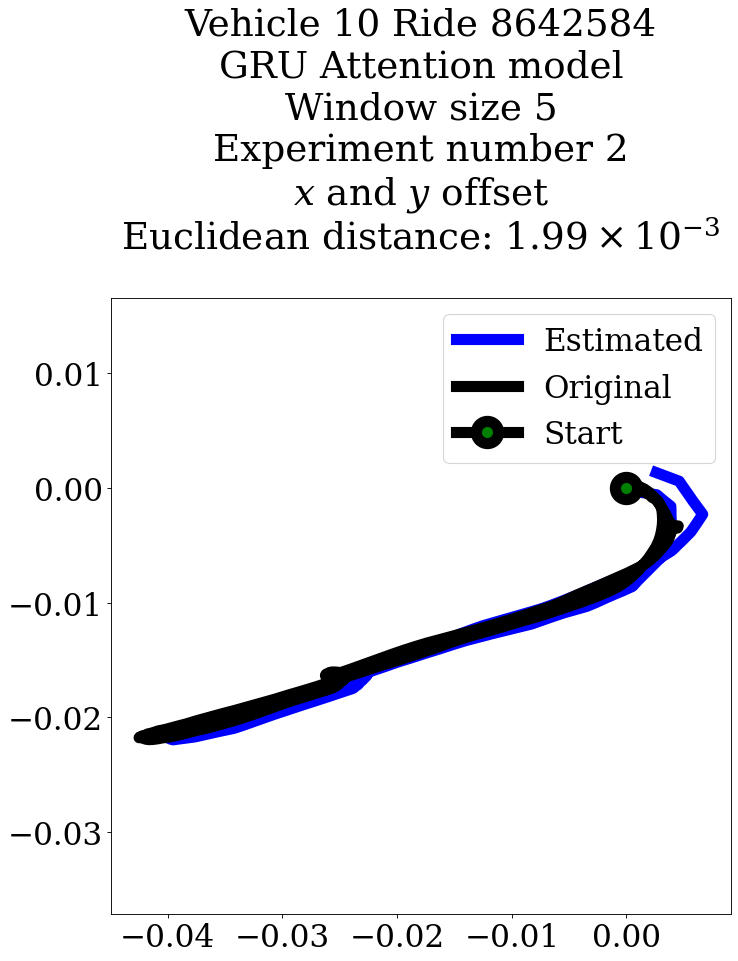 Vehicle 10 Ride 8642584
GRU Attention model
Window size 5
Experiment number 2
x and y offset
Euclidean distance: 1.99 × 10⁻³
Estimated
Original
Start
0.01
0.00
−0.01
−0.02
−0.03
−0.04 −0.03 −0.02 −0.01 0.00